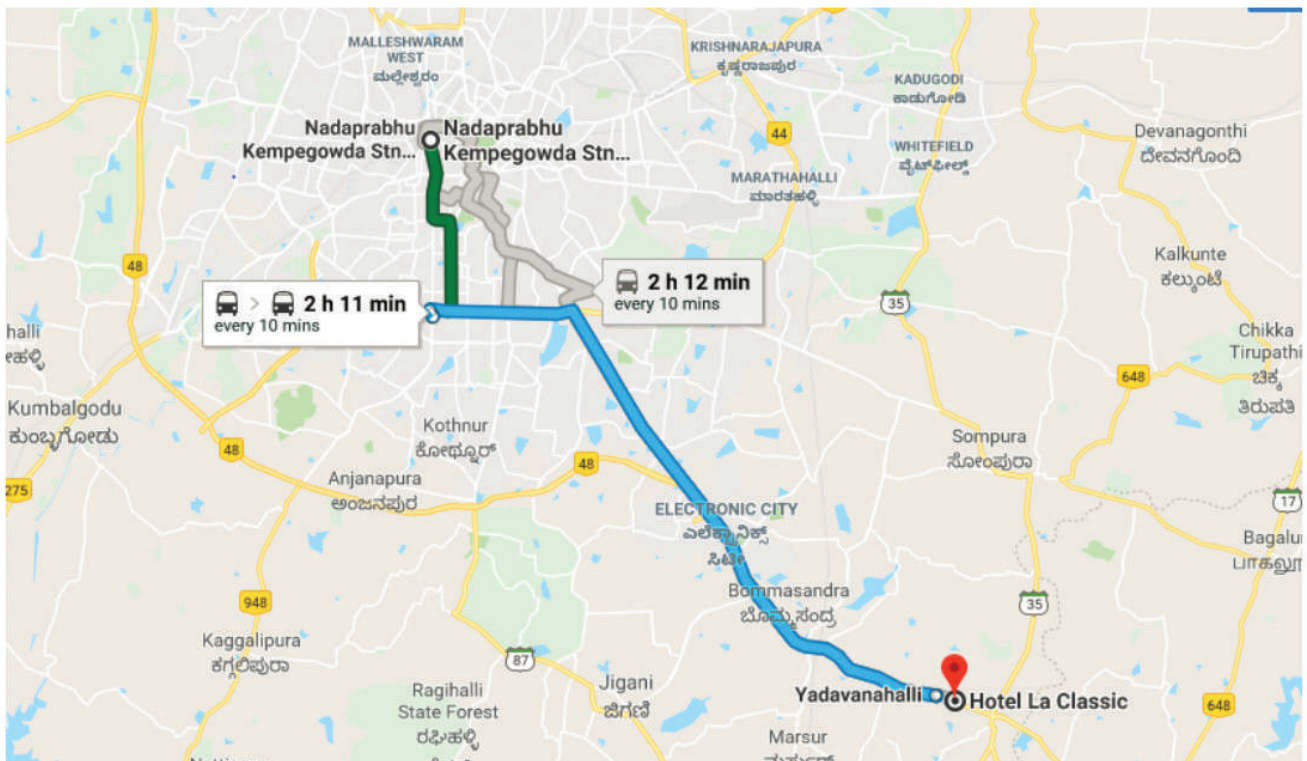 MALLESHWARAM
WEST
ಮಲ್ಲೇಶ್ವರಂ
KRISHNARAJAPURA
ಕೃಷ್ಣರಾಜಪುರ
KADUGODI
ಕಾಡುಗೋಡಿ
Nadaprabhu
Kempegowda Stn...
Nadaprabhu
Kempegowda Stn...
44
Devanagonthi
ದೇವನಗೊಂದಿ
WHITEFIELD
ವೈಟ್‌ಫೀಲ್ಡ್
MARATHAHALLI
ಮಾರತಹಳ್ಳಿ
48
Kalkunte
ಕಲ್ಕುಂಟೆ
2 h 12 min
every 10 mins
2 h 11 min
every 10 mins
35
halli
Chikka
Tirupathi
ಚಿಕ್ಕ
ತಿರುಪತಿ
648
Kumbalgodu
ಕುಂಬ್ಳಗೋಡು
Kothnur
ಕೋಥ್ನೂರ್
48
48
Sompura
ಸೋಂಪುರಾ
Anjanapura
ಅಂಜನಪುರ
275
17
ELECTRONIC CITY
ಎಲೆಕ್ಟ್ರಾನಿಕ್ಸ್
ಸಿಟೀ
Bagalu
Bommasandra
ಬೊಮ್ಮಸಂದ್ರ
948
35
Kaggalipura
ಕಗ್ಗಲಿಪುರಾ
87
Jigani
ಜಿಗಣಿ
Ragihalli
State Forest
ರಘಿಹಳ್ಳಿ
Yadavanahalli
Hotel La Classic
648
Marsur